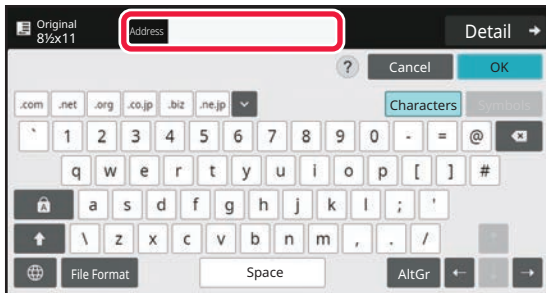 Original
8½x11
Address
Detail →
? Cancel OK
.com .net .org .co.jp .biz .ne.jp Characters Symbols
` 1 2 3 4 5 6 7 8 9 0 - = @
q w e r t y u i o p [ ] #
A a s d f g h j k l ; '
\ z x c v b n m , . /
File Format Space AltGr ← ↓ →